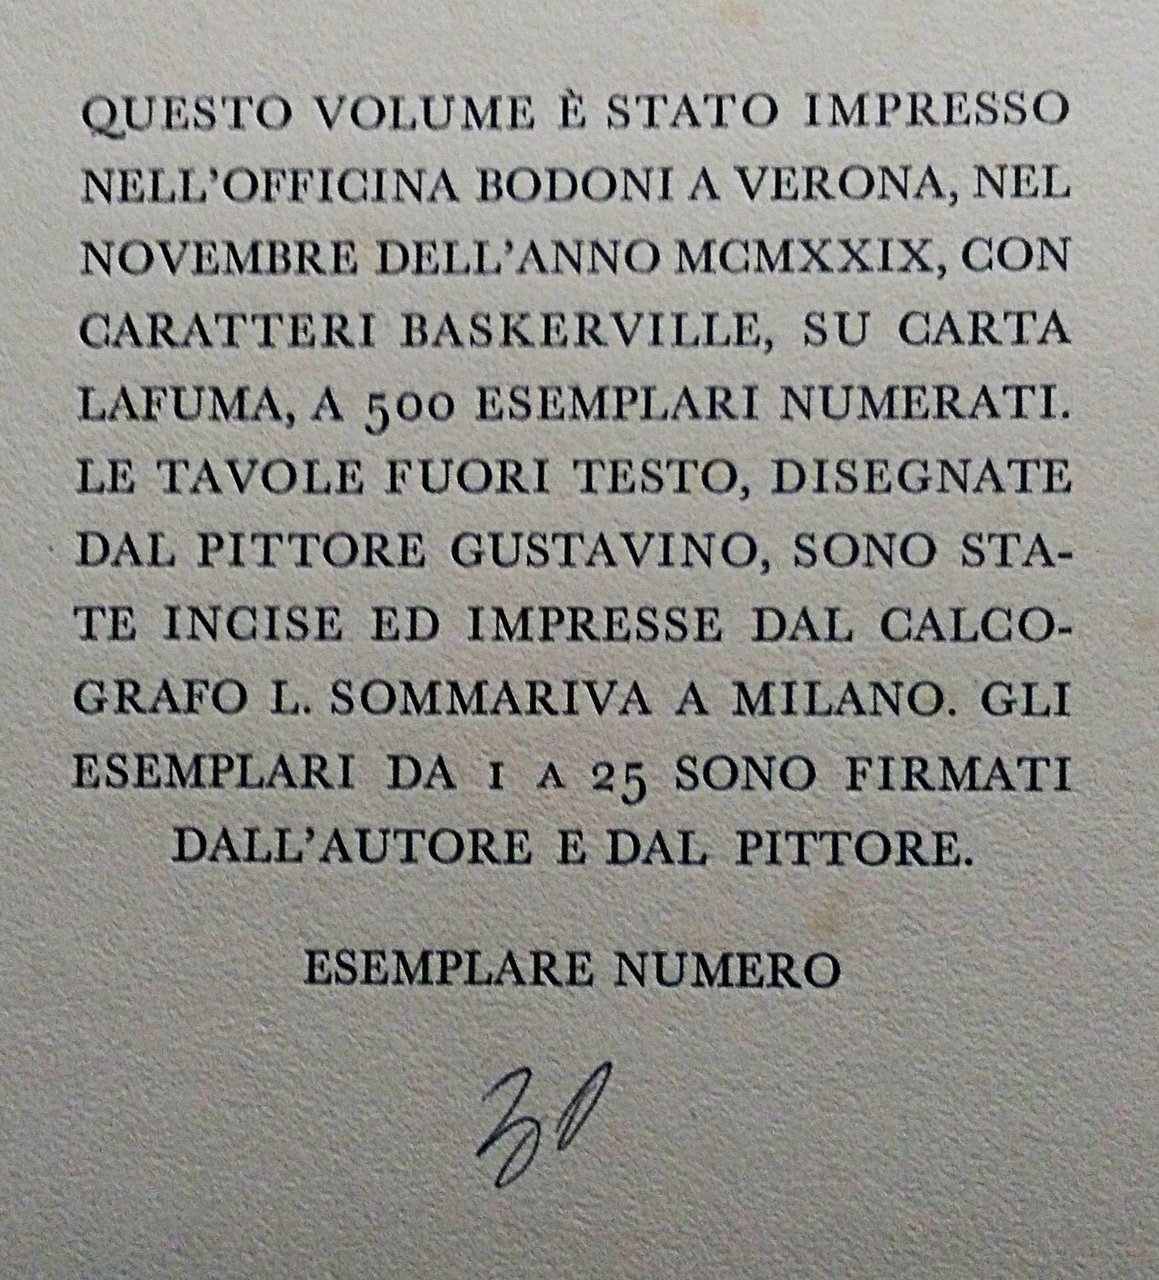 QUESTO VOLUME È STATO IMPRESSO
NELL'OFFICINA BODONI A VERONA, NEL
NOVEMBRE DELL'ANNO MCMXXIX, CON
CARATTERI BASKERVILLE, SU CARTA
LAFUMA, A 500 ESEMPLARI NUMERATI.
LE TAVOLE FUORI TESTO, DISEGNATE
DAL PITTORE GUSTAVINO, SONO STA-
TE INCISE ED IMPRESSE DAL CALCO-
GRAFO L. SOMMARIVA A MILANO. GLI
ESEMPLARI DA 1 A 25 SONO FIRMATI
DALL'AUTORE E DAL PITTORE.
ESEMPLARE NUMERO